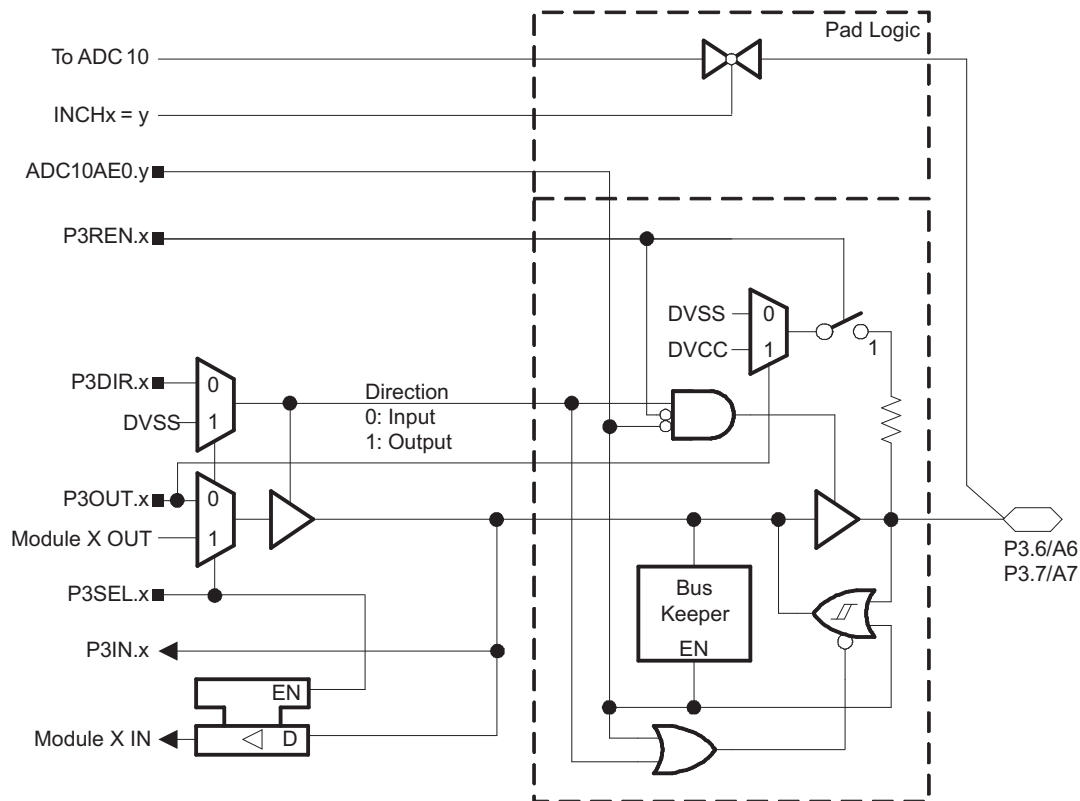 Pad Logic
To ADC 10
INCHx = y
ADC10AE0.y
P3REN.x
DVSS
0
DVCC
1
1
P3DIR.x
0
DVSS
1
Direction
0: Input
1: Output
P3OUT.x
0
Module X OUT
1
P3SEL.x
Bus
Keeper
EN
P3.6/A6
P3.7/A7
P3IN.x
EN
Module X IN
D